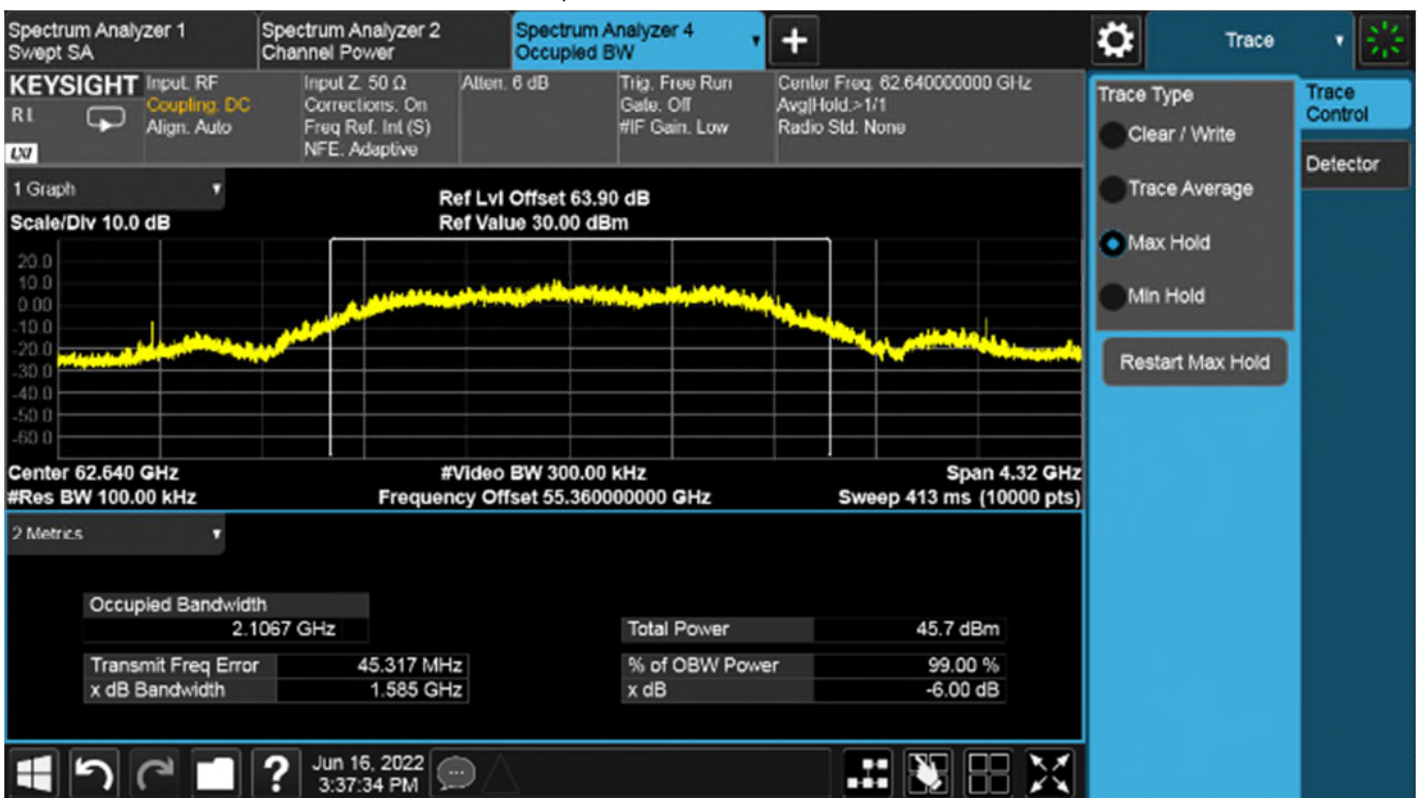 Spectrum Analyzer 1
Swept SA
Spectrum Analyzer 2
Channel Power
Spectrum Analyzer 4
Occupied BW
+
Trace
KEYSIGHT
RL
LXI
Input. RF
Coupling. DC
Align. Auto
Input Z. 50 Ω
Corrections. On
Freq Ref. Int (S)
NFE. Adaptive
Atten. 6 dB
Trig. Free Run
Gate. Off
#IF Gain. Low
Center Freq. 62.640000000 GHz
Avg|Hold.>1/1
Radio Std. None
Trace Type
Clear / Write
Trace Average
Max Hold
Min Hold
Restart Max Hold
Trace
Control
Detector
1 Graph
Scale/Div 10.0 dB
Ref Lvl Offset 63.90 dB
Ref Value 30.00 dBm
20.0
10.0
0.00
-10.0
-20.0
-30.0
-40.0
-50.0
-60.0
Center 62.640 GHz
#Video BW 300.00 kHz
Span 4.32 GHz
#Res BW 100.00 kHz
Frequency Offset 55.360000000 GHz
Sweep 413 ms (10000 pts)
2 Metrics
Occupied Bandwidth
2.1067 GHz
Total Power 45.7 dBm
Transmit Freq Error 45.317 MHz
% of OBW Power 99.00 %
x dB Bandwidth 1.585 GHz
x dB -6.00 dB
?
Jun 16, 2022
3:37:34 PM